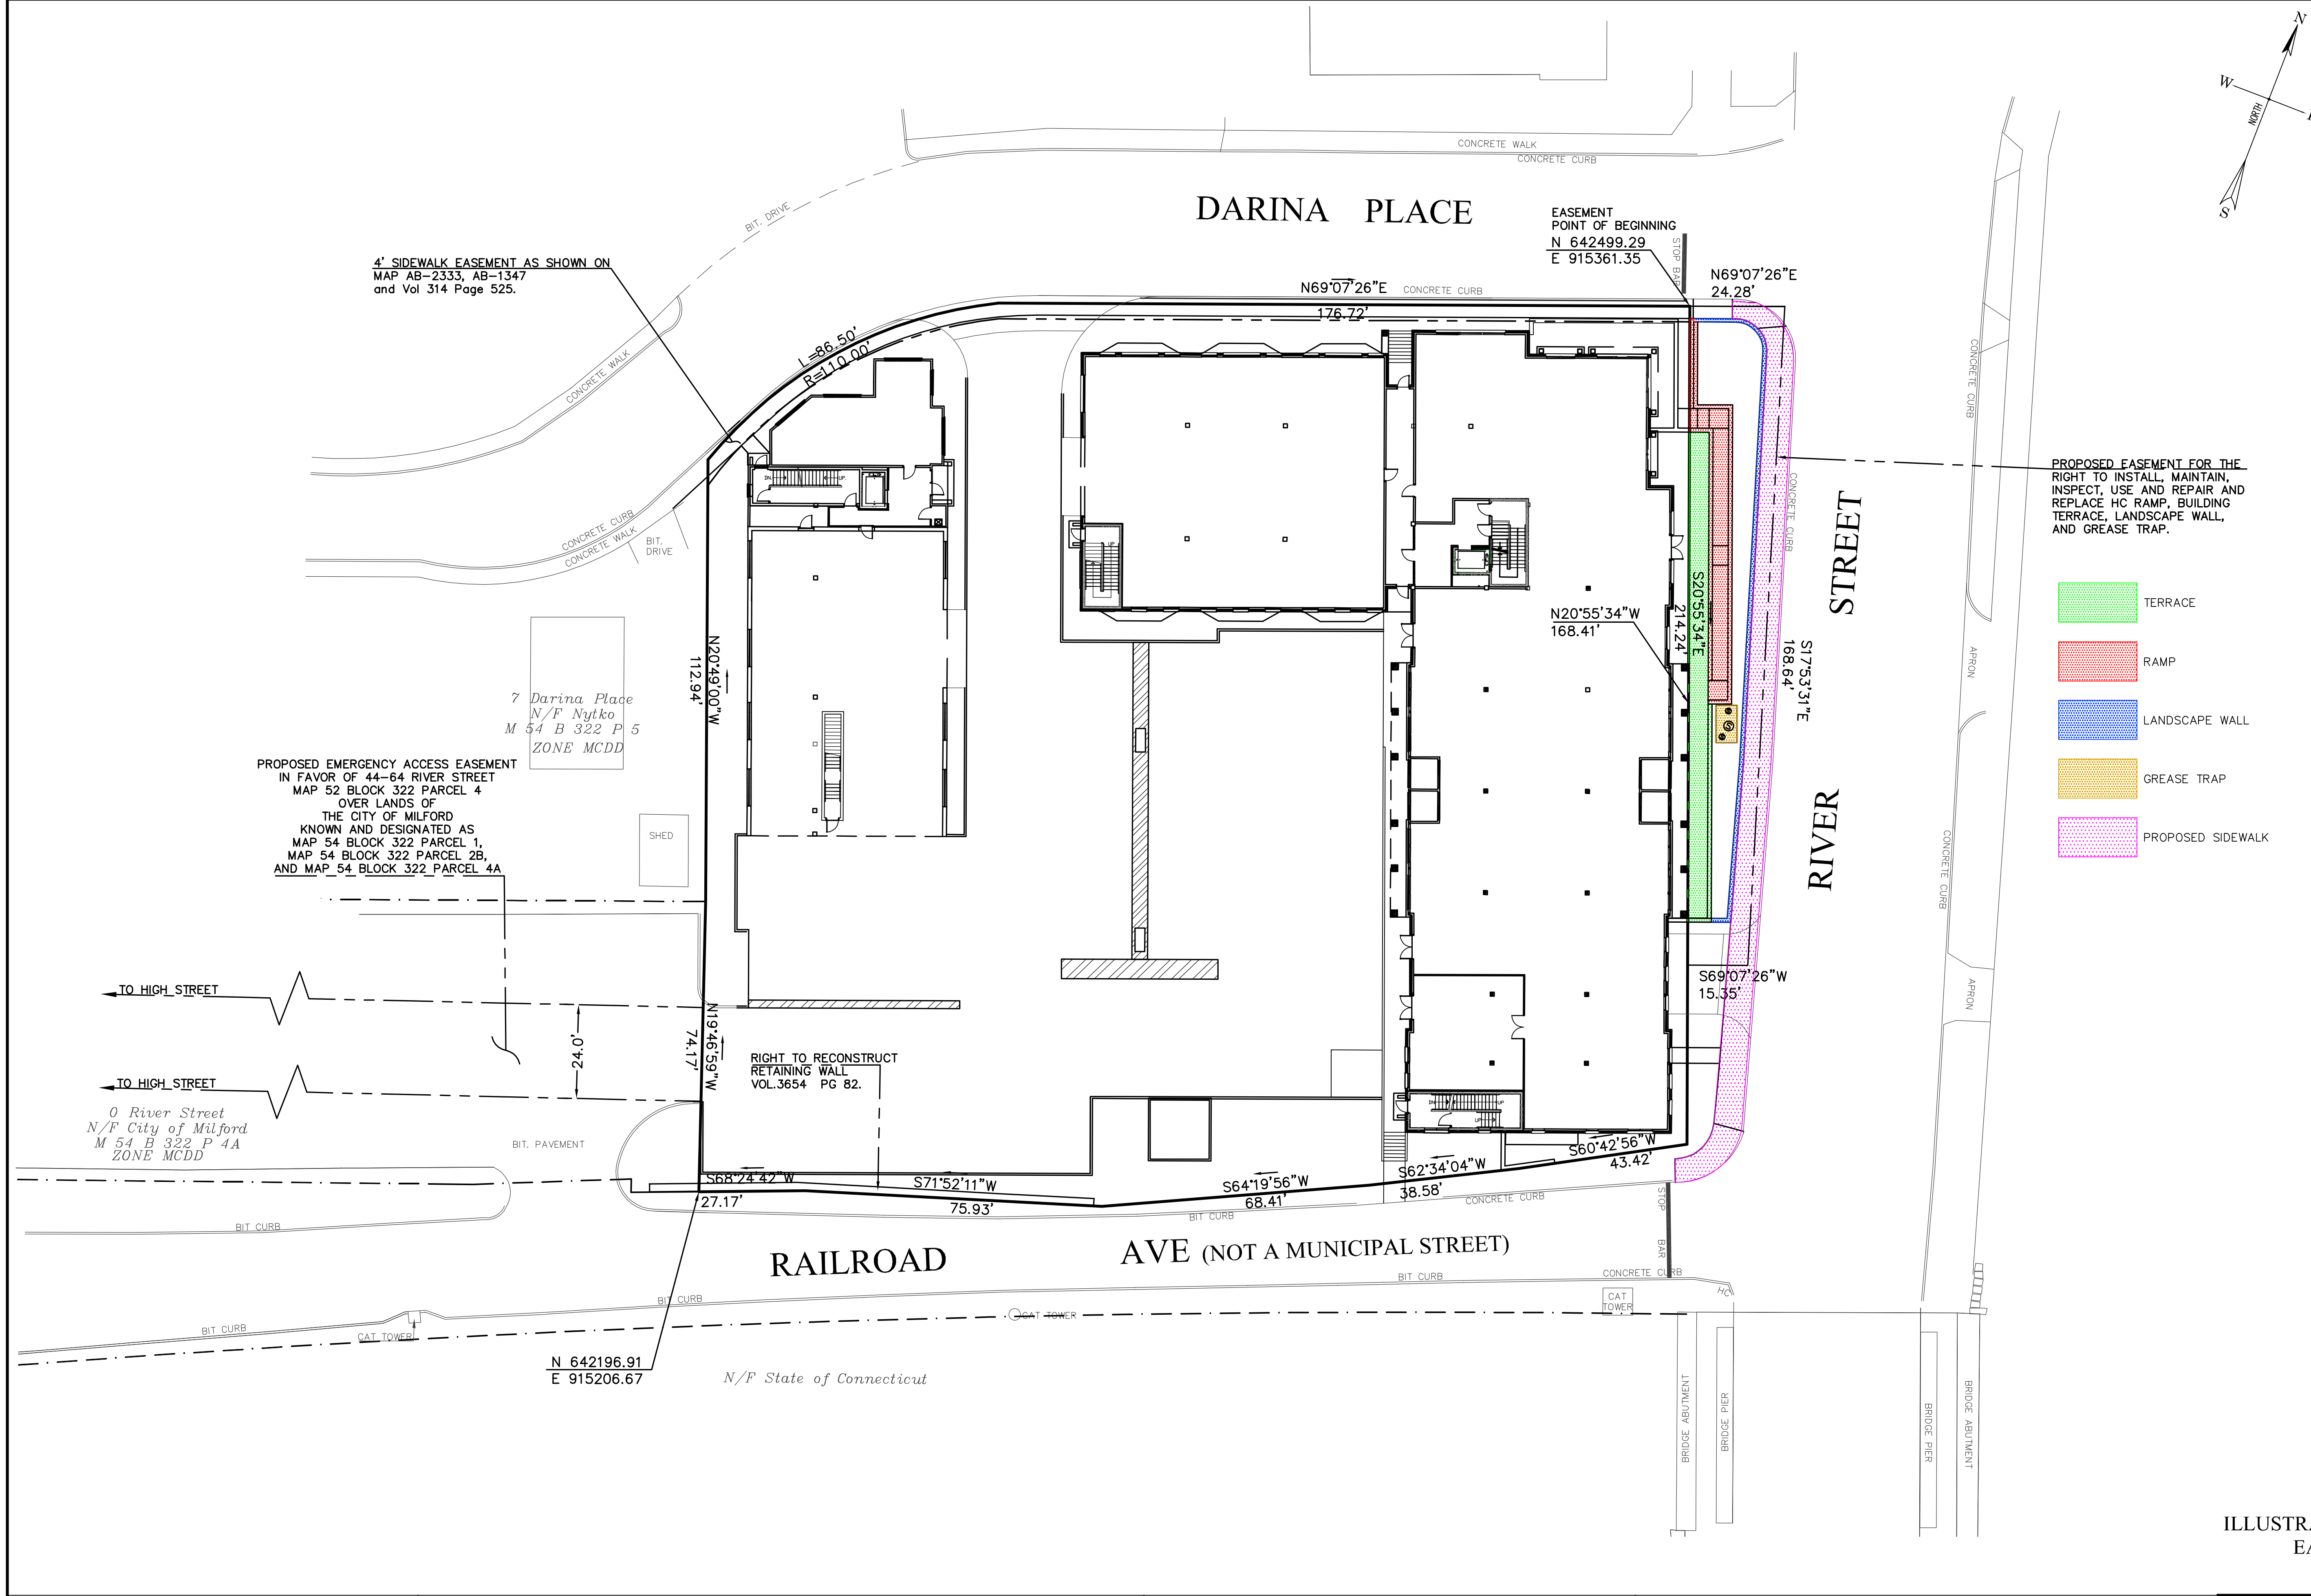 N
W
NORTH
S
CONCRETE WALK
CONCRETE CURB
DARINA PLACE
BIT. DRIVE
EASEMENT
POINT OF BEGINNING
N 642499.29
E 915361.35
STOP BAR
N69°07'26"E
24.28'
4' SIDEWALK EASEMENT AS SHOWN ON
MAP AB-2333, AB-1347
and Vol 314 Page 525.
N69°07'26"E
CONCRETE CURB
176.72'
L=86.50'
R=110.00'
CONCRETE WALK
CONCRETE CURB
CONCRETE CURB
PROPOSED EASEMENT FOR THE
RIGHT TO INSTALL, MAINTAIN,
INSPECT, USE AND REPAIR AND
REPLACE HC RAMP, BUILDING
TERRACE, LANDSCAPE WALL,
AND GREASE TRAP.
IN
UP
CONCRETE CURB
CONCRETE WALK
BIT.
DRIVE
UP
RIVER STREET
S20°55'34"E
214.24'
N20°55'34"W
168.41'
S17°53'31"E
168.64'
TERRACE
RAMP
LANDSCAPE WALL
GREASE TRAP
PROPOSED SIDEWALK
APRON
N20°49'00"W
112.94'
7 Darina Place
N/F Nytko
M 54 B 322 P 5
ZONE MCDD
PROPOSED EMERGENCY ACCESS EASEMENT
IN FAVOR OF 44-64 RIVER STREET
MAP 52 BLOCK 322 PARCEL 4
OVER LANDS OF
THE CITY OF MILFORD
KNOWN AND DESIGNATED AS
MAP 54 BLOCK 322 PARCEL 1,
MAP 54 BLOCK 322 PARCEL 2B,
AND MAP 54 BLOCK 322 PARCEL 4A
SHED
S
CONCRETE CURB
S69°07'26"W
15.35'
APRON
TO HIGH STREET
24.0'
N19°46'59"W
74.17'
RIGHT TO RECONSTRUCT
RETAINING WALL
VOL.3654 PG 82.
TO HIGH STREET
0 River Street
N/F City of Milford
M 54 B 322 P 4A
ZONE MCDD
BIT. PAVEMENT
IN
UP
UP
S68°24'42"W
27.17'
S71°52'11"W
75.93'
S64°19'56"W
68.41'
S62°34'04"W
38.58'
S60°42'56"W
43.42'
BIT CURB
BIT CURB
CONCRETE CURB
STOP BAR
RAILROAD AVE (NOT A MUNICIPAL STREET)
BIT CURB
CONCRETE CURB
BIT CURB
BIT CURB
CAT TOWER
CAT TOWER
CAT
TOWER
HC
N 642196.91
E 915206.67
N/F State of Connecticut
BRIDGE ABUTMENT
BRIDGE PIER
BRIDGE PIER
BRIDGE ABUTMENT